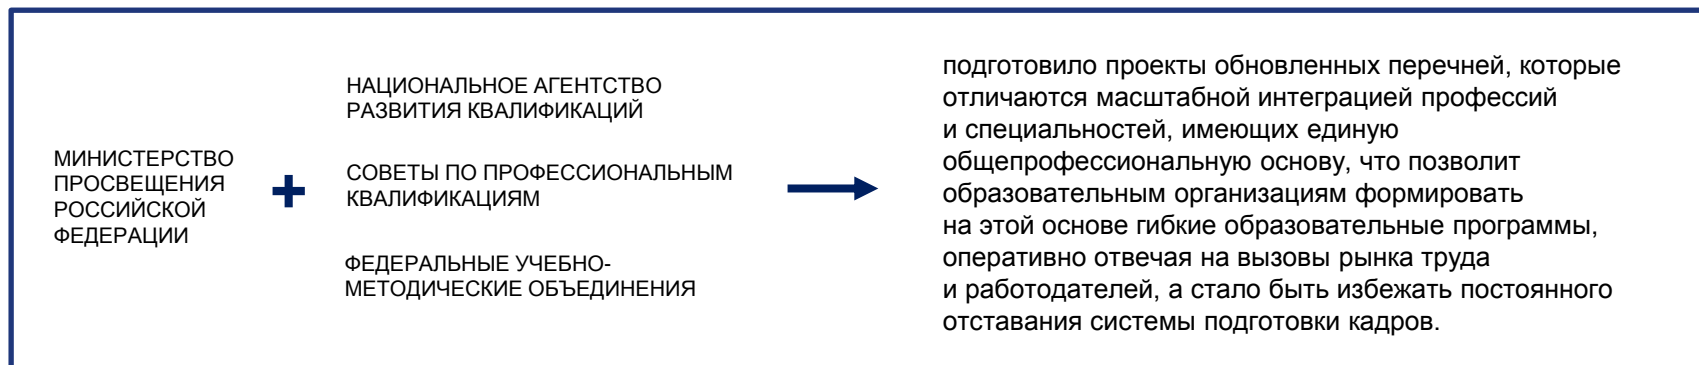 МИНИСТЕРСТВО
ПРОСВЕЩЕНИЯ
РОССИЙСКОЙ
ФЕДЕРАЦИИ
+
НАЦИОНАЛЬНОЕ АГЕНТСТВО
РАЗВИТИЯ КВАЛИФИКАЦИЙ
СОВЕТЫ ПО ПРОФЕССИОНАЛЬНЫМ
КВАЛИФИКАЦИЯМ
ФЕДЕРАЛЬНЫЕ УЧЕБНО-
МЕТОДИЧЕСКИЕ ОБЪЕДИНЕНИЯ
подготовило проекты обновленных перечней, которые
отличаются масштабной интеграцией профессий
и специальностей, имеющих единую
общепрофессиональную основу, что позволит
образовательным организациям формировать
на этой основе гибкие образовательные программы,
оперативно отвечая на вызовы рынка труда
и работодателей, а стало быть избежать постоянного
отставания системы подготовки кадров.